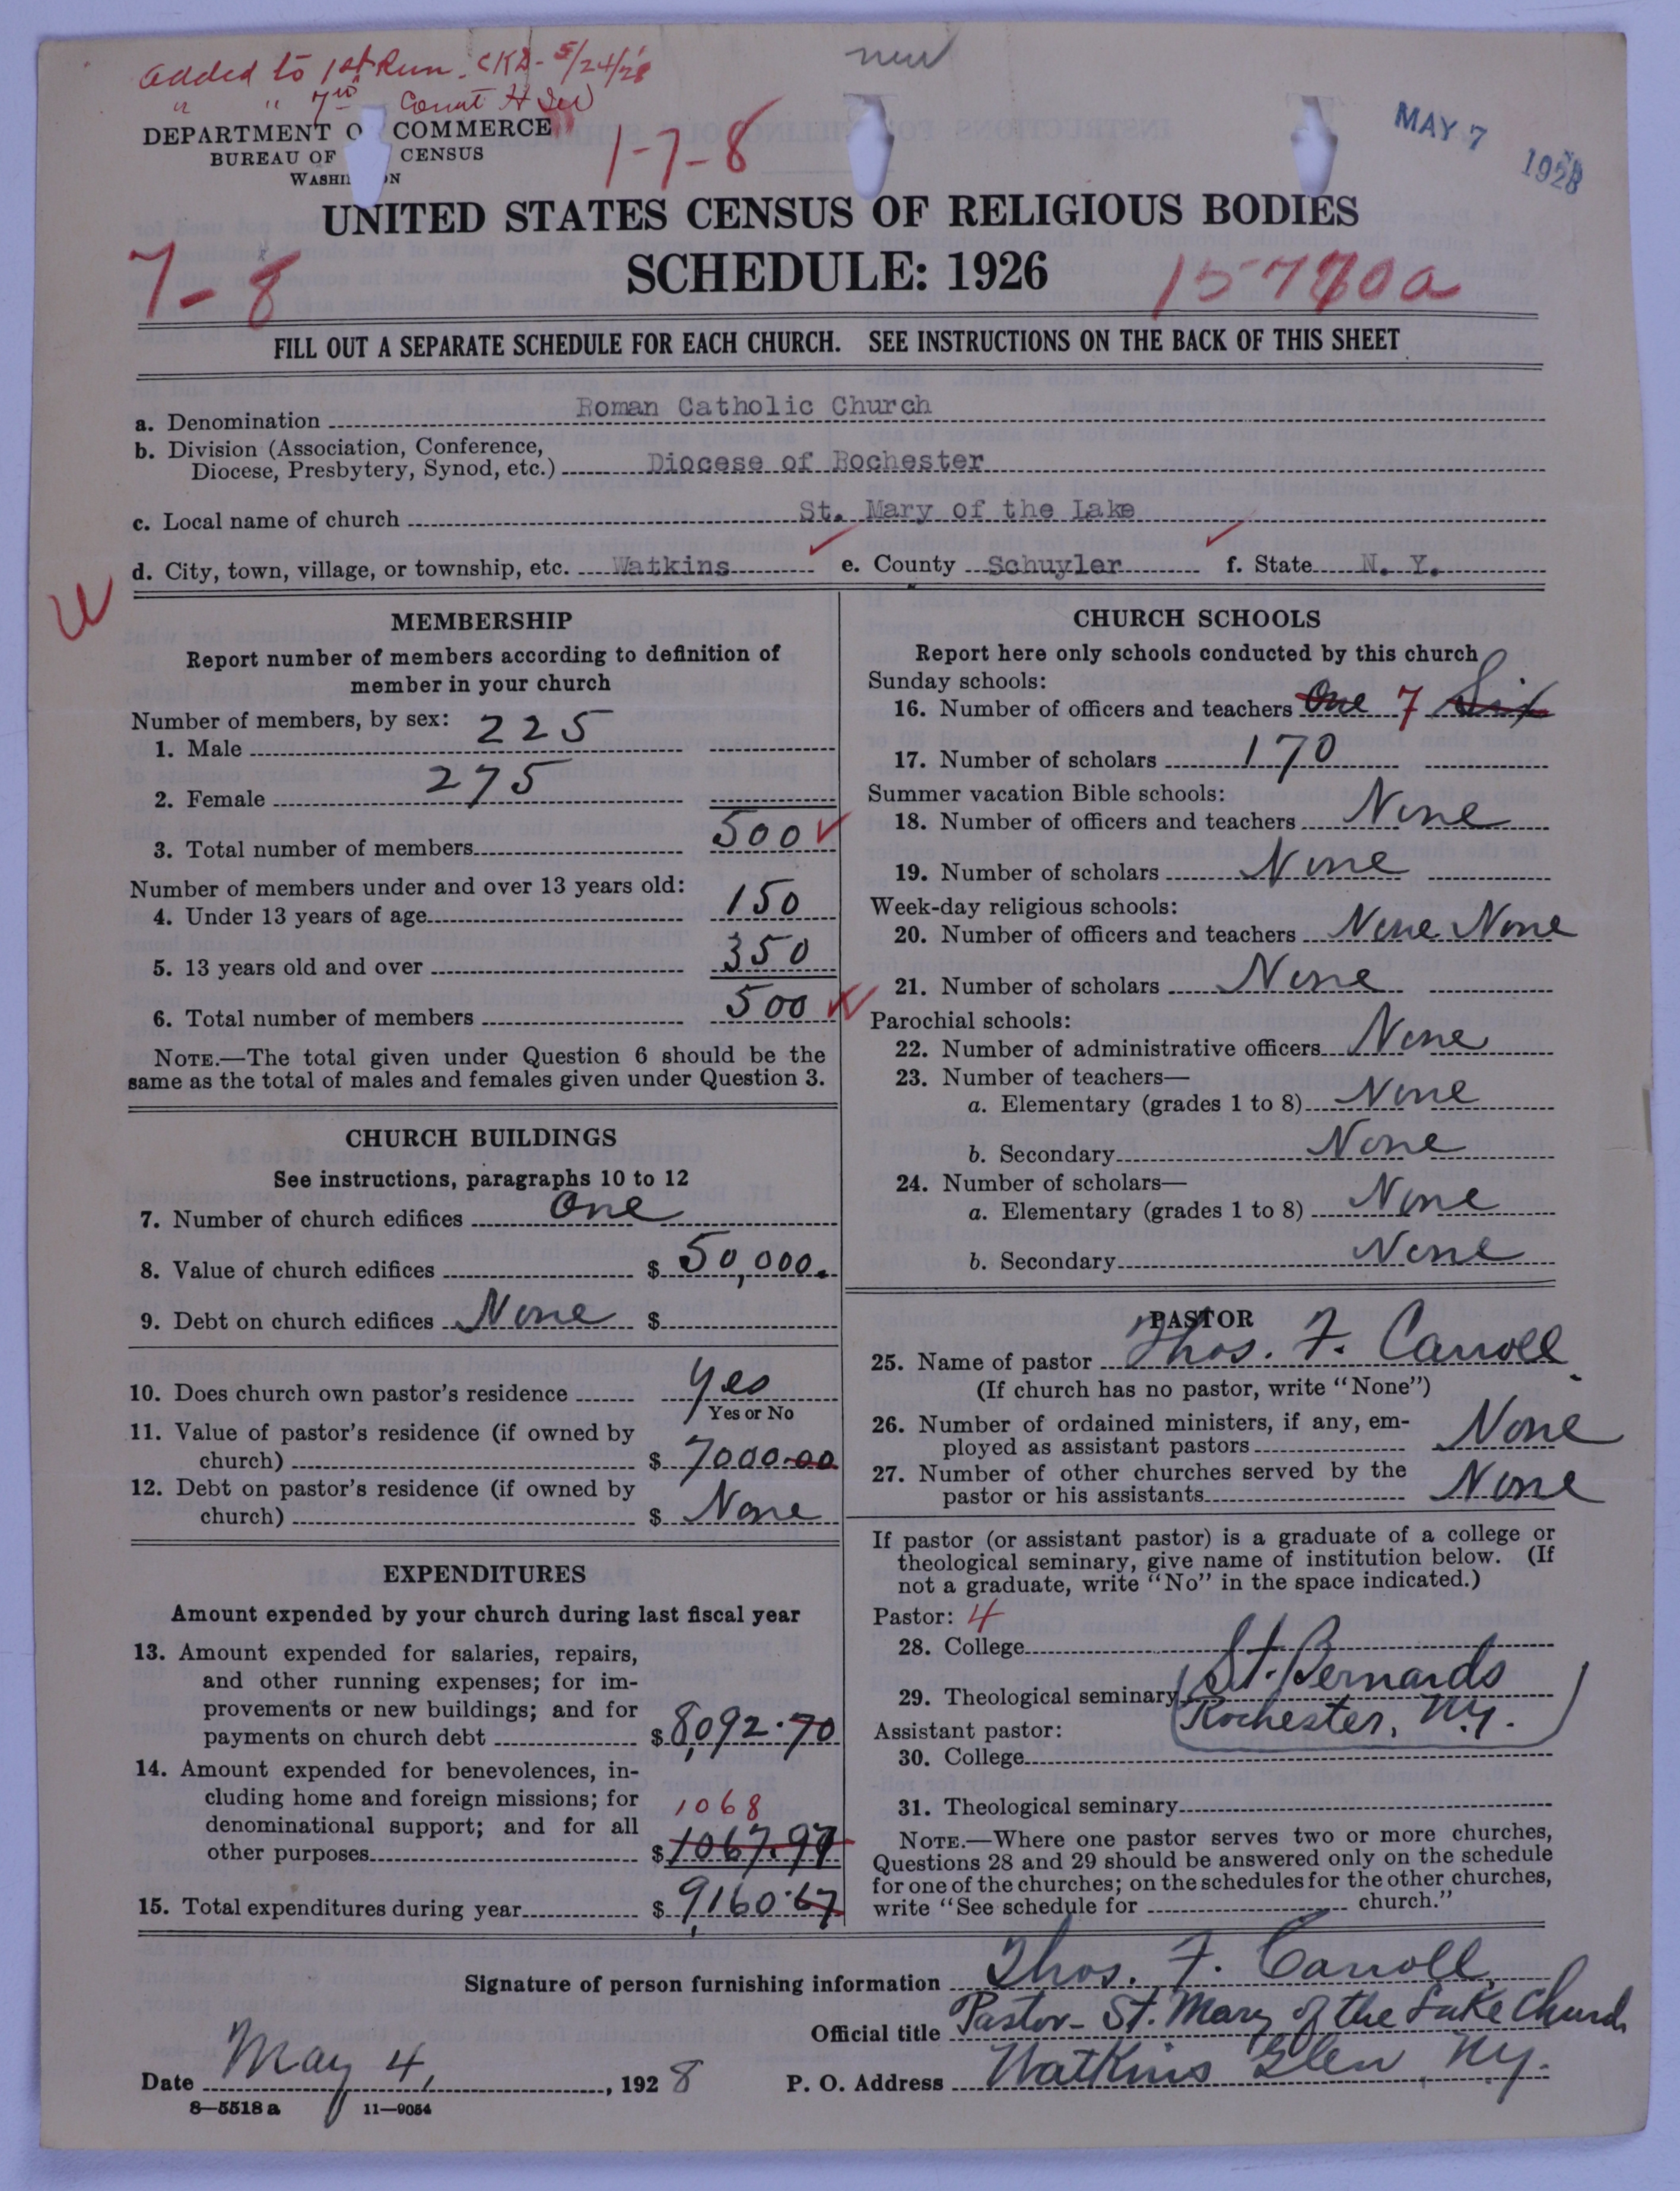 Added to 1st Run. CKD- 5/24/28
" " 7
new
DEPARTMENT O COMMERCE
BUREAU OF CENSUS
WASHI ON
1-7-8
MAY 7 1928
UNITED STATES CENSUS OF RELIGIOUS BODIES
7-8
SCHEDULE: 1926
FILL OUT A SEPARATE SCHEDULE FOR EACH CHURCH. SEE INSTRUCTIONS ON THE BACK OF THIS SHEET
a. Denomination Roman Catholic Church
b. Division (Association, Conference,
Diocese, Presbytery, Synod, etc.) Diocese of Rochester
c. Local name of church St. Mary of the Lake
d. City, town, village, or township, etc. Watkins e. County Schuyler f. State N. Y.
MEMBERSHIP
Report number of members according to definition of
member in your church
Number of members, by sex:
1. Male 225
2. Female 275
3. Total number of members 500
Number of members under and over 13 years old:
4. Under 13 years of age 150
5. 13 years old and over 350
6. Total number of members 500
NOTE.—The total given under Question 6 should be the
same as the total of males and females given under Question 3.
CHURCH BUILDINGS
See instructions, paragraphs 10 to 12
7. Number of church edifices One
8. Value of church edifices $ 50,000.
9. Debt on church edifices None $
10. Does church own pastor's residence Yes
Yes or No
11. Value of pastor's residence (if owned by
church) $ 7000.00
12. Debt on pastor's residence (if owned by
church) $ None
EXPENDITURES
Amount expended by your church during last fiscal year
13. Amount expended for salaries, repairs,
and other running expenses; for im-
provements or new buildings; and for
payments on church debt $ 8,092.70
14. Amount expended for benevolences, in-
cluding home and foreign missions; for
denominational support; and for all 1068
other purposes $ 1067.97
15. Total expenditures during year $ 9,160.67
CHURCH SCHOOLS
Report here only schools conducted by this church
Sunday schools:
16. Number of officers and teachers One 7 Six
17. Number of scholars 170
Summer vacation Bible schools:
18. Number of officers and teachers None
19. Number of scholars None
Week-day religious schools:
20. Number of officers and teachers None None
21. Number of scholars None
Parochial schools:
22. Number of administrative officers None
23. Number of teachers—
a. Elementary (grades 1 to 8) None
b. Secondary None
24. Number of scholars—
a. Elementary (grades 1 to 8) None
b. Secondary None
PASTOR
25. Name of pastor Thos. F. Carroll
(If church has no pastor, write "None")
26. Number of ordained ministers, if any, em-
ployed as assistant pastors None
27. Number of other churches served by the
pastor or his assistants None
If pastor (or assistant pastor) is a graduate of a college or
theological seminary, give name of institution below. (If
not a graduate, write "No" in the space indicated.)
Pastor: 4
28. College
29. Theological seminary St. Bernards
Rochester, N.Y.
Assistant pastor:
30. College
31. Theological seminary
NOTE.—Where one pastor serves two or more churches,
Questions 28 and 29 should be answered only on the schedule
for one of the churches; on the schedules for the other churches,
write "See schedule for church."
Signature of person furnishing information Thos. F. Carroll,
Official title Pastor- St. Mary of the Lake Church
Date May 4, 1928 P. O. Address Watkins Glen, N.Y.
8—5518 a 11—9054